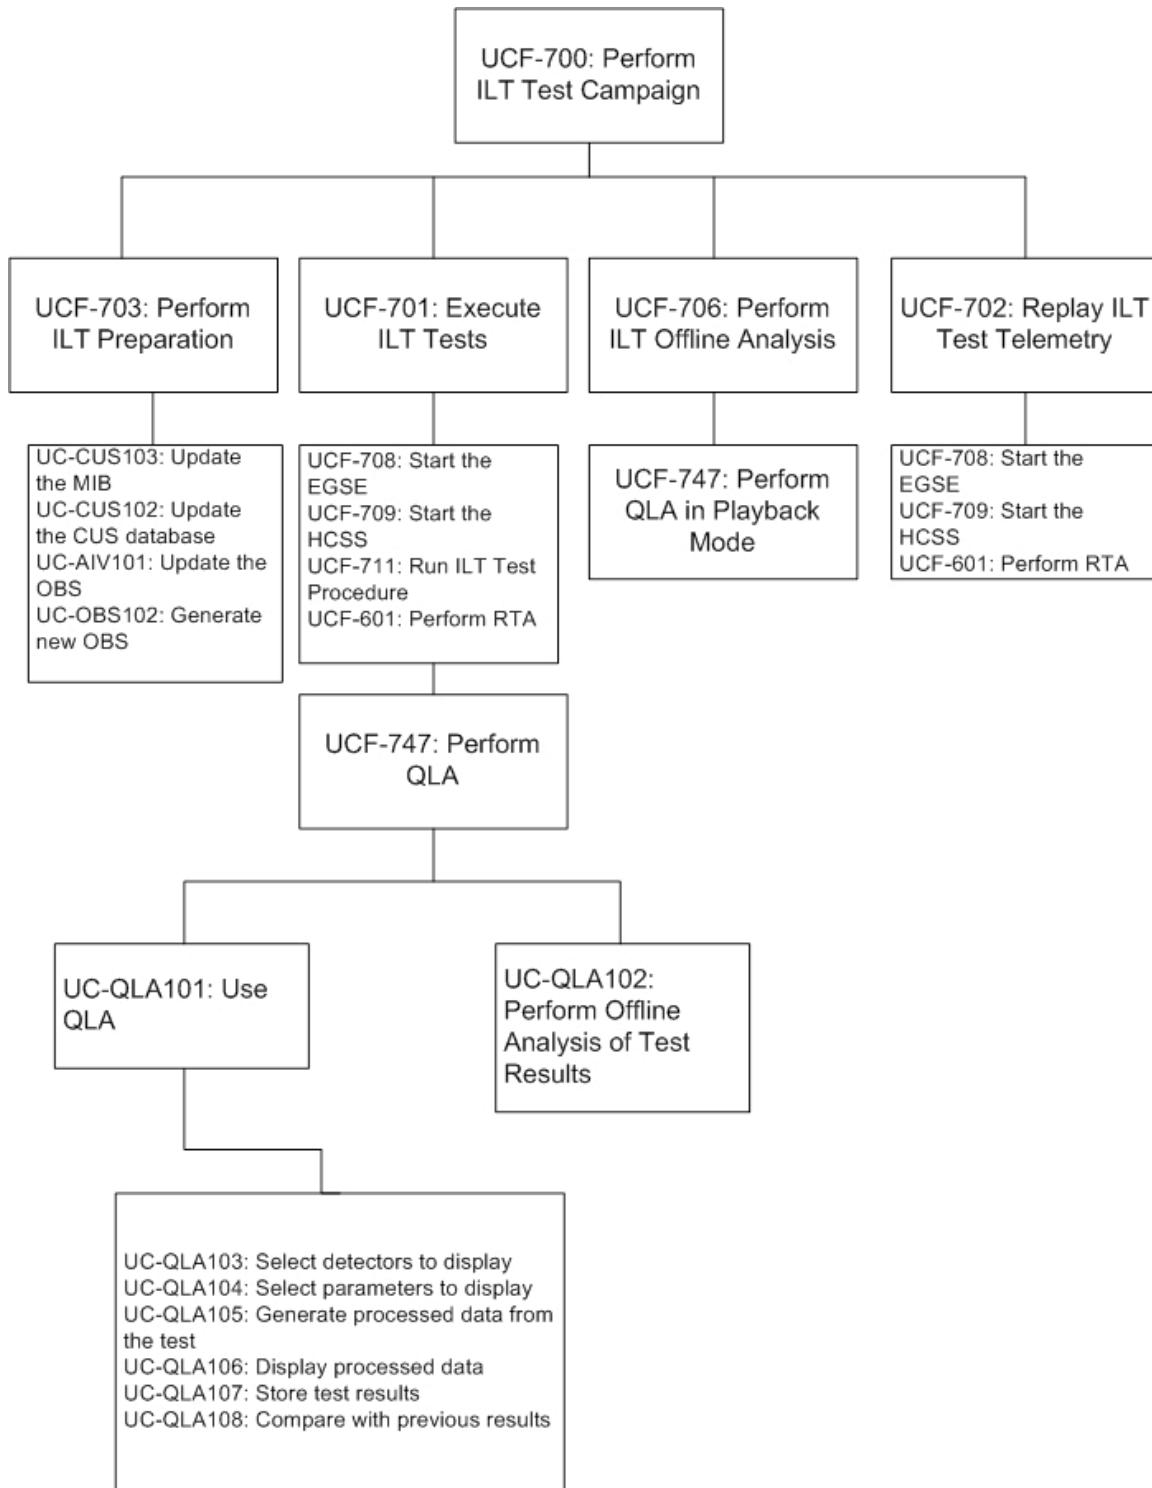 UCF-700: Perform
ILT Test Campaign
UCF-703: Perform
ILT Preparation
UCF-701: Execute
ILT Tests
UCF-706: Perform
ILT Offline Analysis
UCF-702: Replay ILT
Test Telemetry
UC-CUS103: Update
the MIB
UC-CUS102: Update
the CUS database
UC-AIV101: Update the
OBS
UC-OBS102: Generate
new OBS
UCF-708: Start the
EGSE
UCF-709: Start the
HCSS
UCF-711: Run ILT Test
Procedure
UCF-601: Perform RTA
UCF-747: Perform
QLA in Playback
Mode
UCF-708: Start the
EGSE
UCF-709: Start the
HCSS
UCF-601: Perform RTA
UCF-747: Perform
QLA
UC-QLA101: Use
QLA
UC-QLA102:
Perform Offline
Analysis of Test
Results
UC-QLA103: Select detectors to display
UC-QLA104: Select parameters to display
UC-QLA105: Generate processed data from
the test
UC-QLA106: Display processed data
UC-QLA107: Store test results
UC-QLA108: Compare with previous results